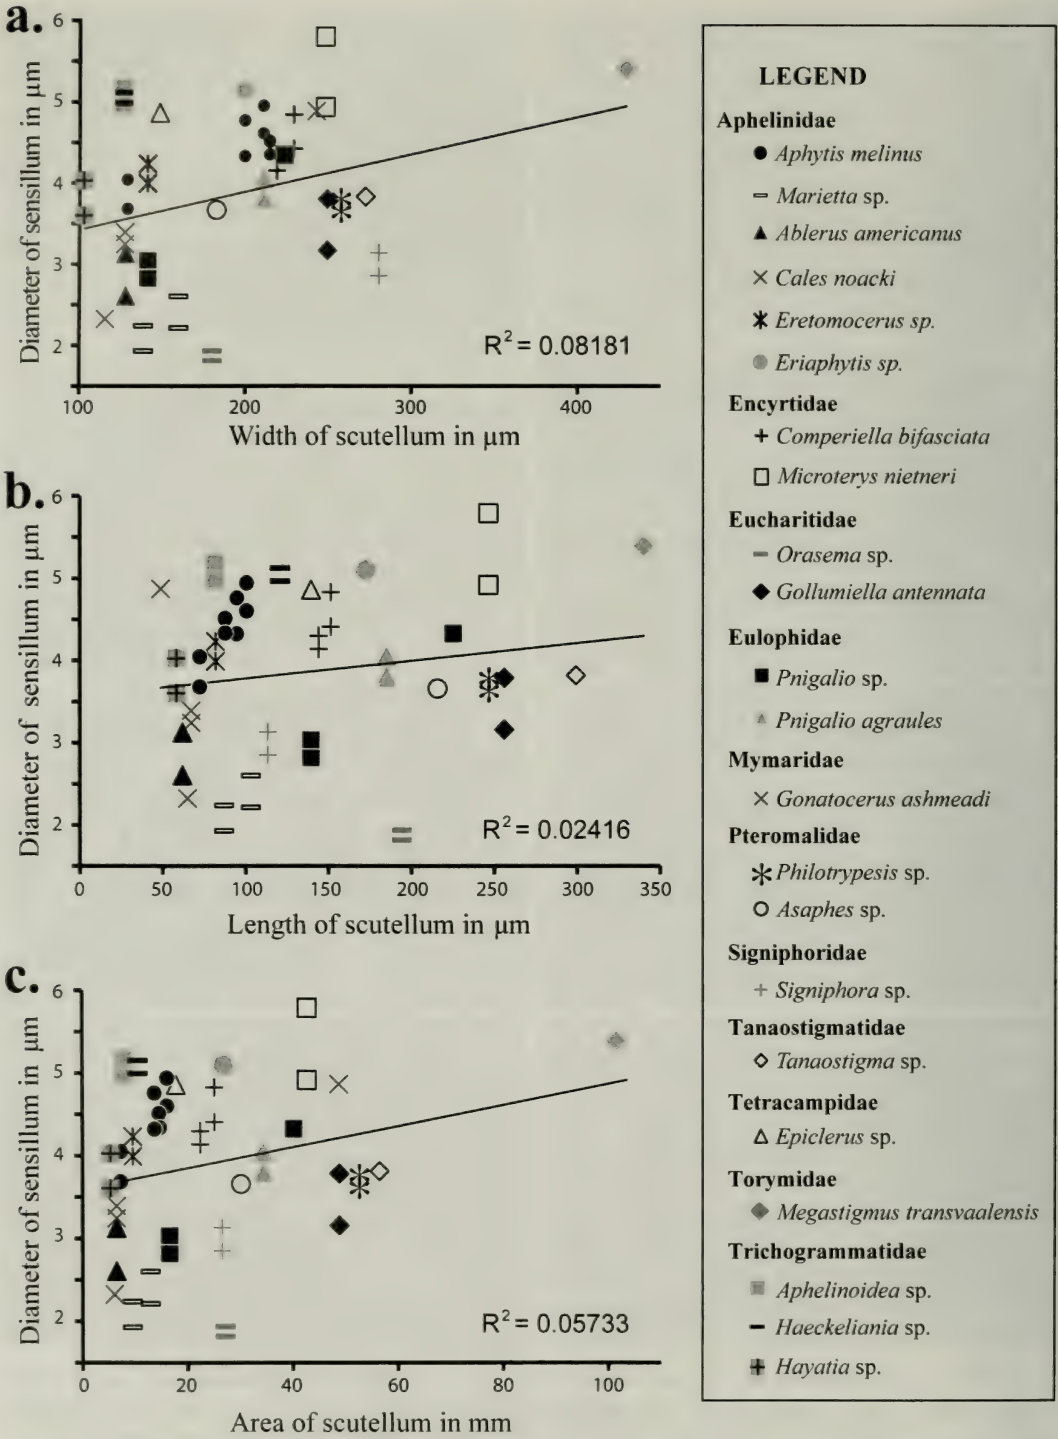 a.
6
5
4
3
2
Diameter of sensillum in µm
R² = 0.08181
100 200 300 400
Width of scutellum in µm
b.
6
5
4
3
2
Diameter of sensillum in µm
R² = 0.02416
0 50 100 150 200 250 300 350
Length of scutellum in µm
c.
6
5
4
3
2
Diameter of sensillum in µm
R² = 0.05733
0 20 40 60 80 100
Area of scutellum in mm
LEGEND
Aphelinidae
Aphytis melinus
Marietta sp.
Ablerus americanus
Cales noacki
Eretomocerus sp.
Eriaphytis sp.
Encyrtidae
Comperiella bifasciata
Microterys nietneri
Eucharitidae
Orasema sp.
Gollumiella antennata
Eulophidae
Pnigalio sp.
Pnigalio agraules
Mymaridae
Gonatocerus ashmeadi
Pteromalidae
Philotrypesis sp.
Asaphes sp.
Signiphoridae
Signiphora sp.
Tanaostigmatidae
Tanaostigma sp.
Tetracampidae
Epiclerus sp.
Torymidae
Megastigmus transvaalensis
Trichogrammatidae
Aphelinoidea sp.
Haeckeliania sp.
Hayatia sp.